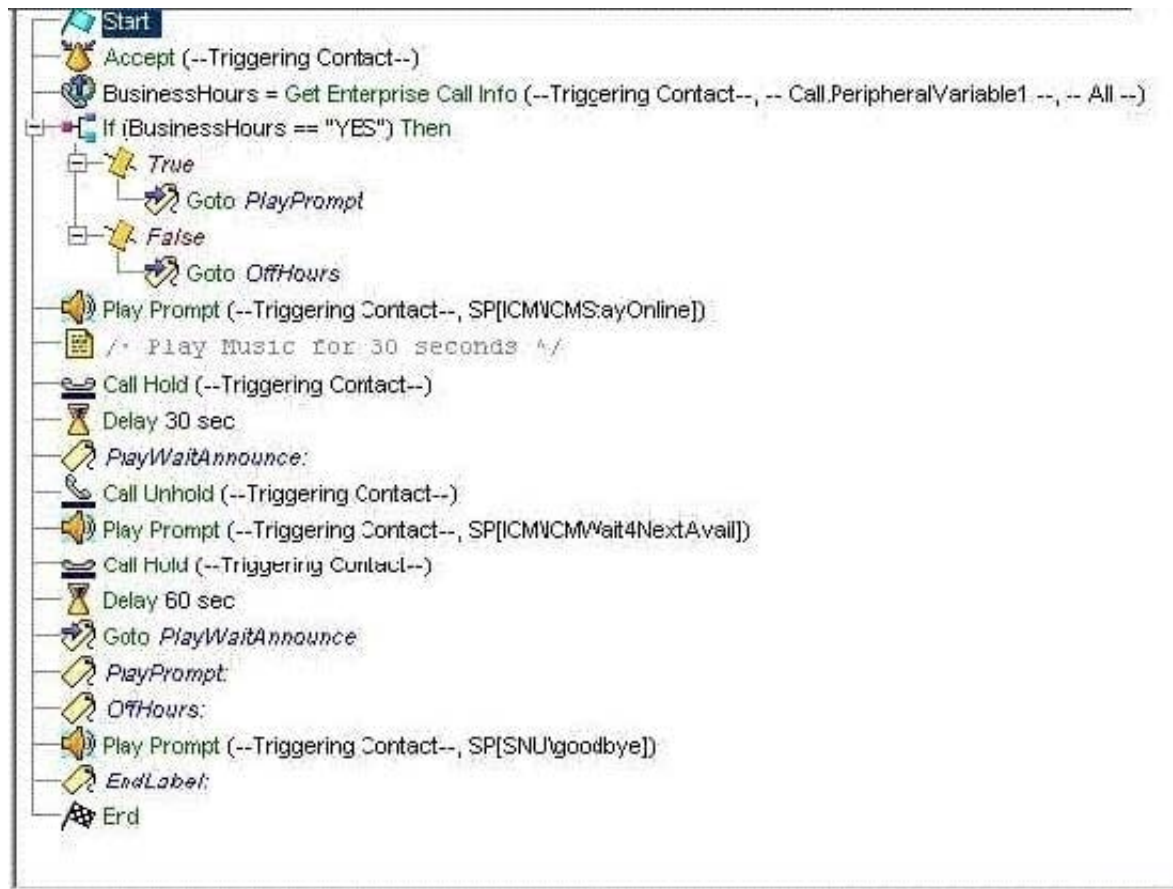 Start
Accept (--Triggering Contact--)
BusinessHours = Get Enterprise Call Info (--Triggering Contact--, -- Call.PeripheralVariable1 --, -- All --)
If (BusinessHours == "YES") Then
True
Goto PlayPrompt
False
Goto OffHours
Play Prompt (--Triggering Contact--, SP[ICM\ICMStayOnline])
/* Play Music for 30 seconds */
Call Hold (--Triggering Contact--)
Delay 30 sec
PlayWaitAnnounce:
Call Unhold (--Triggering Contact--)
Play Prompt (--Triggering Contact--, SP[ICM\ICMWait4NextAvail])
Call Hold (--Triggering Contact--)
Delay 60 sec
Goto PlayWaitAnnounce
PlayPrompt:
OffHours:
Play Prompt (--Triggering Contact--, SP[SNU\goodbye])
EndLabel:
End